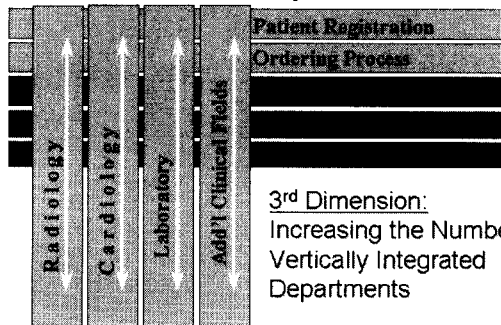 Patient Registration
Ordering Process
Radiology
Cardiology
Laboratory
Add'l Clinical Fields
3rd Dimension:
Increasing the Numbe
Vertically Integrated
Departments